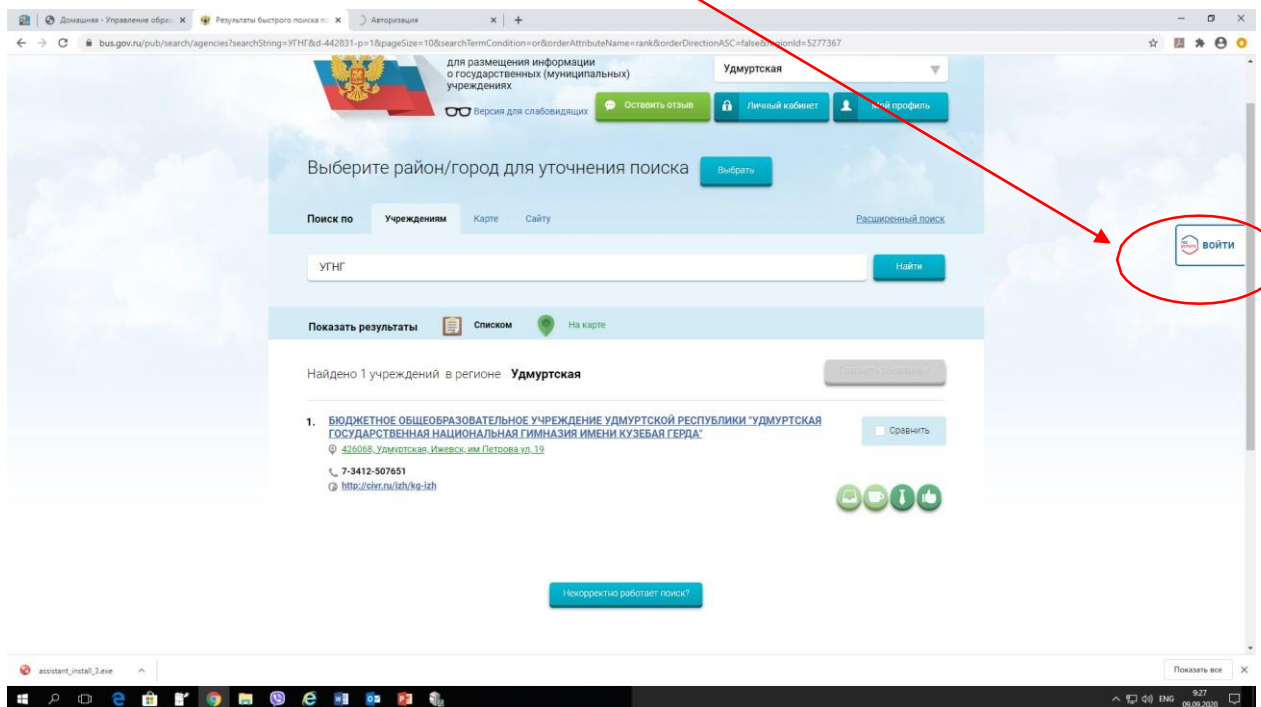 Домашняя - Управление образ
Результаты быстрого поиска по
Авторизация
bus.gov.ru/pub/search/agencies?searchString=УГНГ&d-442831-p=1&pageSize=10&searchTermCondition=or&orderAttributeName=rank&orderDirectionASC=false&regionId=5277367
для размещения информации
о государственных (муниципальных)
учреждениях
Удмуртская
Версия для слабовидящих
Оставить отзыв
Личный кабинет
Мой профиль
Выберите район/город для уточнения поиска
Выбрать
Поиск по Учреждениям Карте Сайту Расширенный поиск
гос услуги ВОЙТИ
УГНГ Найти
Показать результаты Списком На карте
Найдено 1 учреждений в регионе Удмуртская
Сравнить выбранные
1. БЮДЖЕТНОЕ ОБЩЕОБРАЗОВАТЕЛЬНОЕ УЧРЕЖДЕНИЕ УДМУРТСКОЙ РЕСПУБЛИКИ "УДМУРТСКАЯ
ГОСУДАРСТВЕННАЯ НАЦИОНАЛЬНАЯ ГИМНАЗИЯ ИМЕНИ КУЗЕБАЯ ГЕРДА"
Сравнить
426068, Удмуртская, Ижевск, им Петрова ул, 19
7-3412-507651
http://ciur.ru/izh/kg-izh
Некорректно работает поиск?
assistant_install_3.exe
Показать все
ENG
9:27
09.09.2020